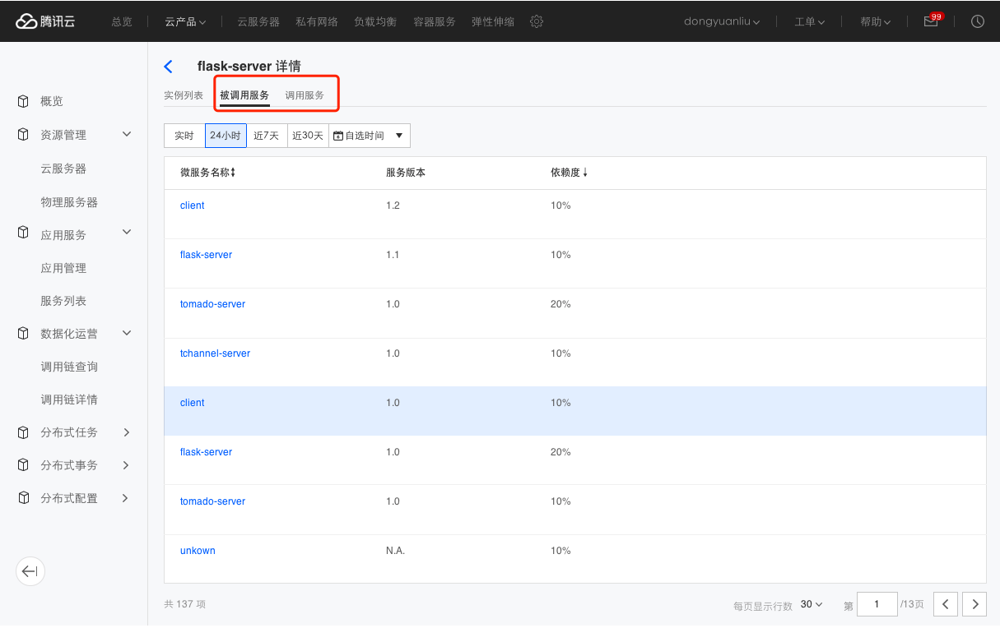 腾讯云 总览 云产品 云服务器 私有网络 负载均衡 容器服务 弹性伸缩 dongyuanliu 工单 帮助 99
flask-server 详情
实例列表 被调用服务 调用服务
概览
资源管理
云服务器
物理服务器
应用服务
应用管理
服务列表
数据化运营
调用链查询
调用链详情
分布式任务
分布式事务
分布式配置
实时 24小时 近7天 近30天 自选时间
微服务名称 服务版本 依赖度
client 1.2 10%
flask-server 1.1 10%
tomado-server 1.0 20%
tchannel-server 1.0 10%
client 1.0 10%
flask-server 1.0 20%
tomado-server 1.0 10%
unkown N.A. 10%
共 137 项 每页显示行数 30 第 1 /13页